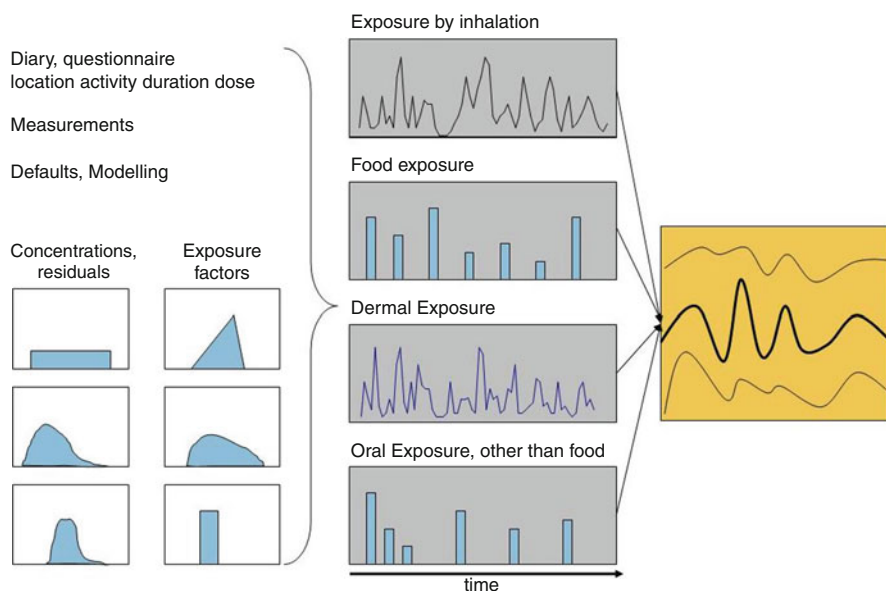 Diary, questionnaire
location activity duration dose
Measurements
Defaults, Modelling
Concentrations,
residuals
Exposure
factors
Exposure by inhalation
Food exposure
Dermal Exposure
Oral Exposure, other than food
time